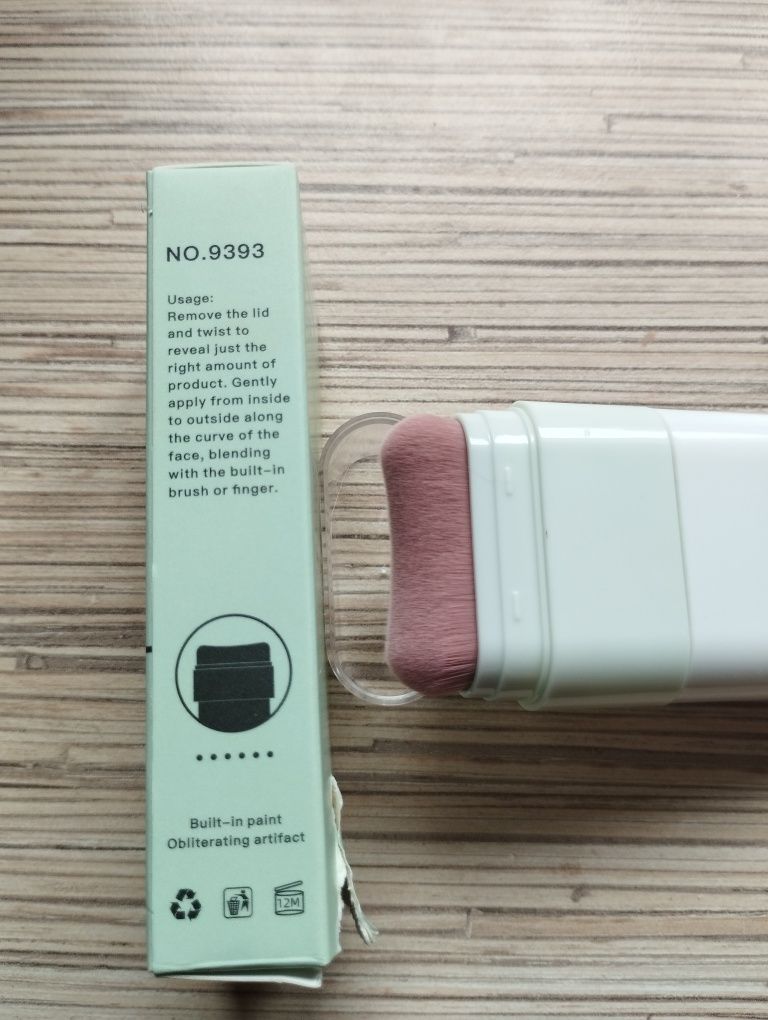 NO.9393
Usage:
Remove the lid
and twist to
reveal just the
right amount of
product. Gently
apply from inside
to outside along
the curve of the
face, blending
with the built-in
brush or finger.
Built-in paint
Obliterating artifact
12M